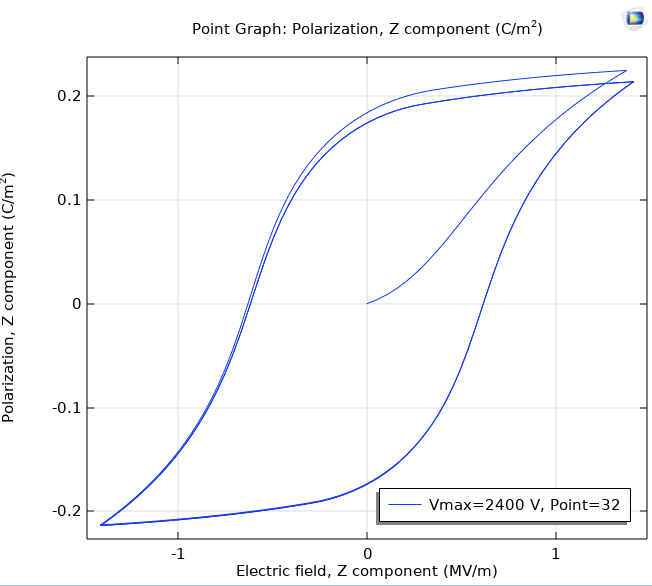 Point Graph: Polarization, Z component (C/m²)
Polarization, Z component (C/m²)
0.2
0.1
0
-0.1
-0.2
Vmax=2400 V, Point=32
-1
0
1
Electric field, Z component (MV/m)